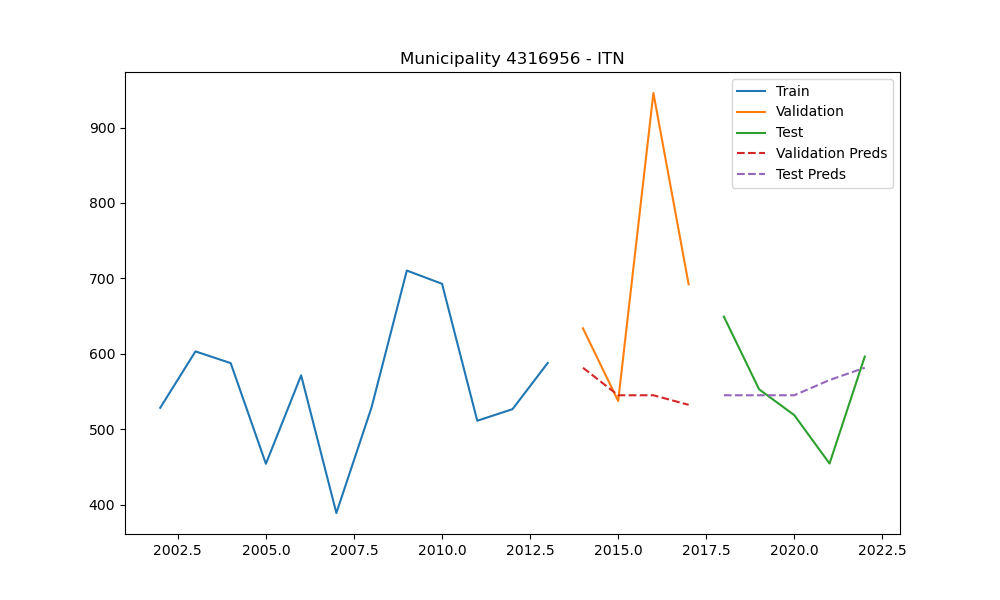 Municipality 4316956 - ITN
Train
Validation
Test
Validation Preds
Test Preds
900
800
700
600
500
400
2002.5 2005.0 2007.5 2010.0 2012.5 2015.0 2017.5 2020.0 2022.5